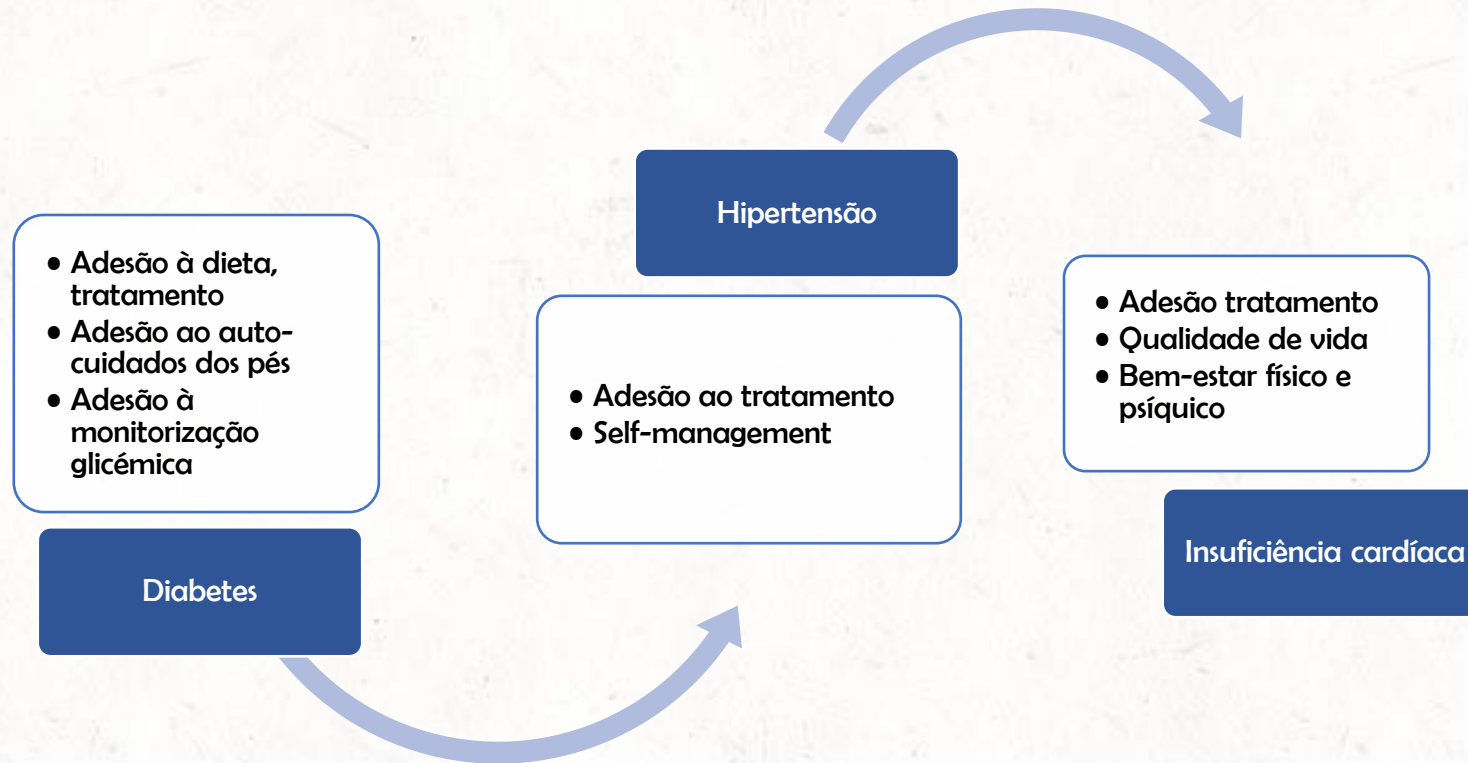 • Adesão à dieta,
tratamento
• Adesão ao auto-
cuidados dos pés
• Adesão à
monitorização
glicémica
Diabetes
Hipertensão
• Adesão ao tratamento
• Self-management
• Adesão tratamento
• Qualidade de vida
• Bem-estar físico e
psíquico
Insuficiência cardíaca